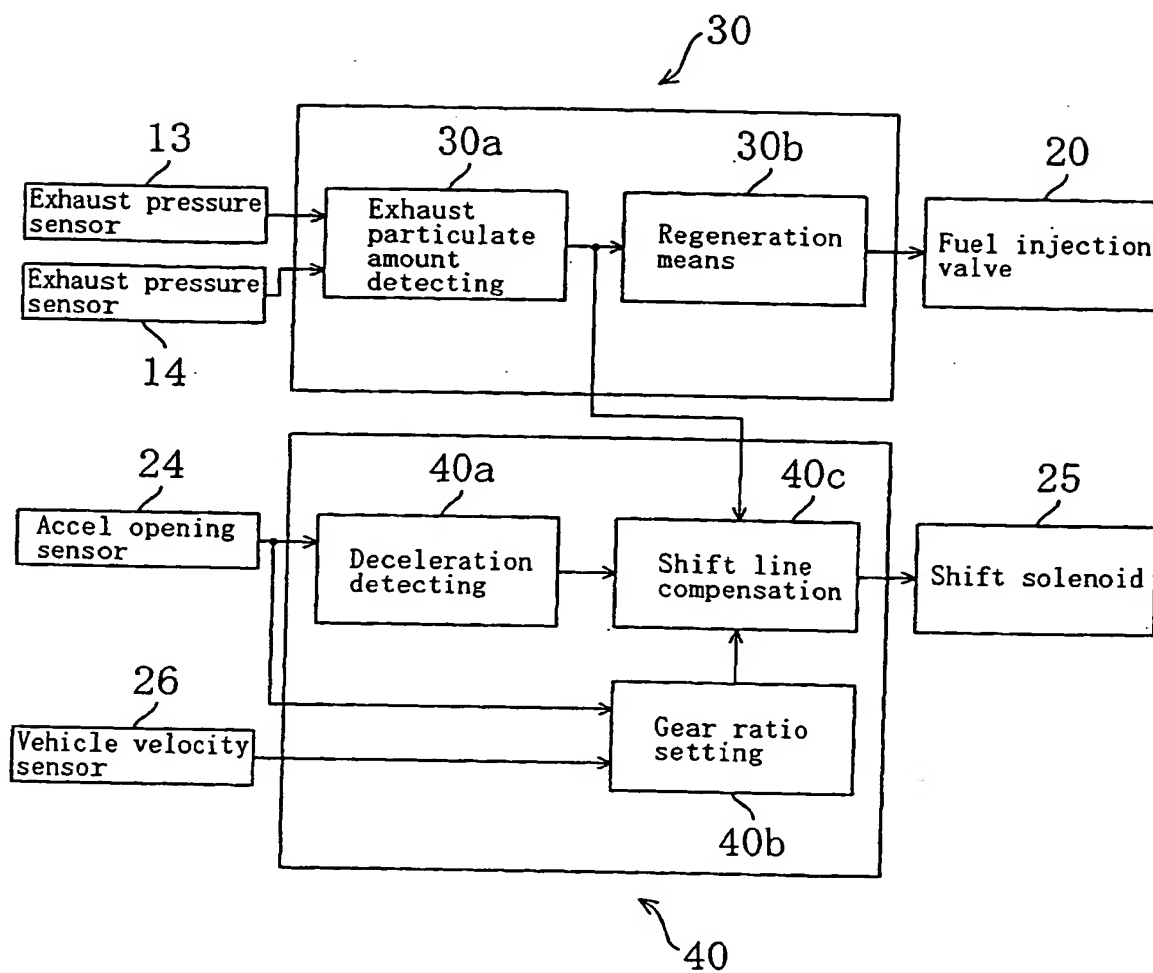 30
13
30a
30b
20
Exhaust pressure
sensor
Exhaust
particulate
amount
detecting
Regeneration
means
Fuel injection
valve
Exhaust pressure
sensor
14
24
40a
40c
25
Accel opening
sensor
Deceleration
detecting
Shift line
compensation
Shift solenoid
26
Vehicle velocity
sensor
Gear ratio
setting
40b
40